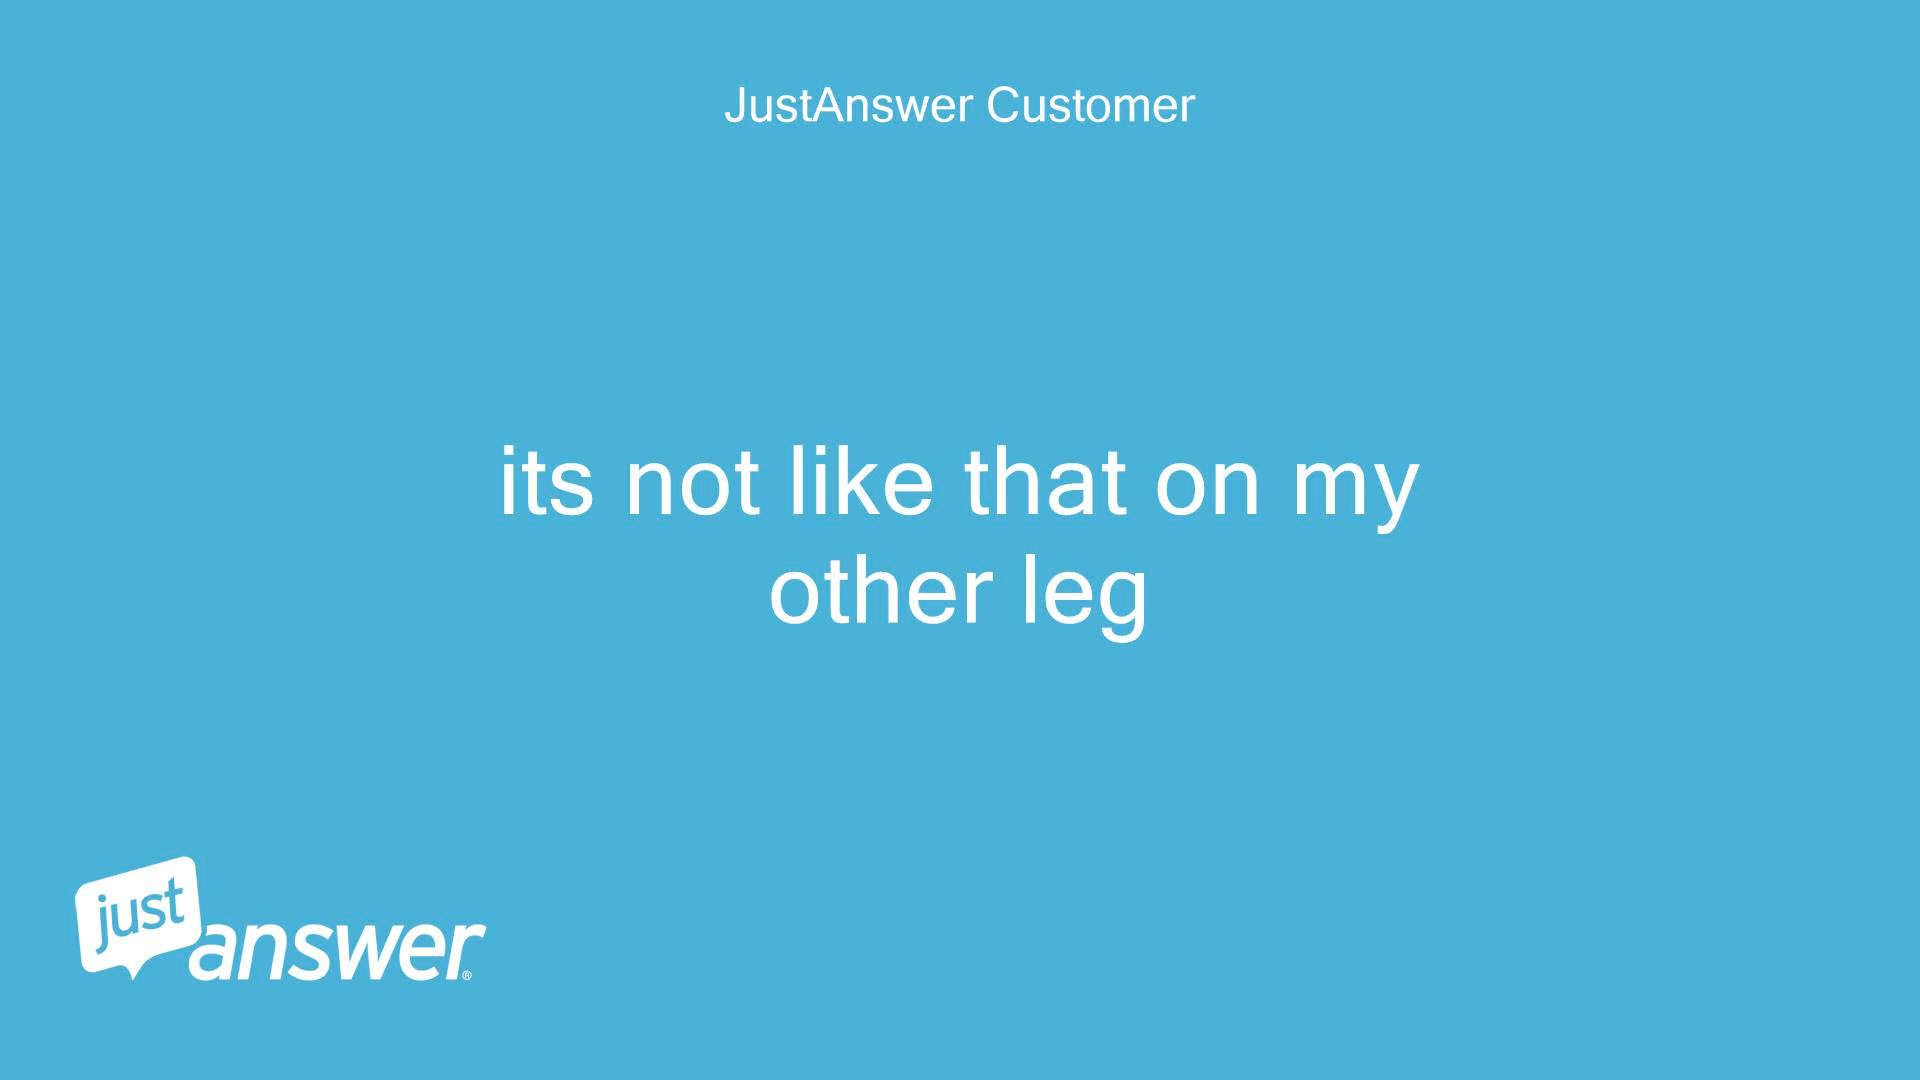 JustAnswer Customer
its not like that on my
other leg
just
answer®